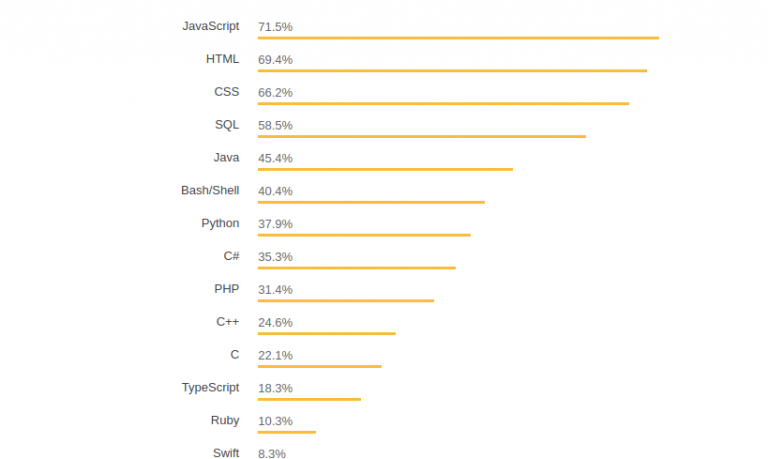 JavaScript 71.5%
HTML 69.4%
CSS 66.2%
SQL 58.5%
Java 45.4%
Bash/Shell 40.4%
Python 37.9%
C# 35.3%
PHP 31.4%
C++ 24.6%
C 22.1%
TypeScript 18.3%
Ruby 10.3%
Swift 8.3%